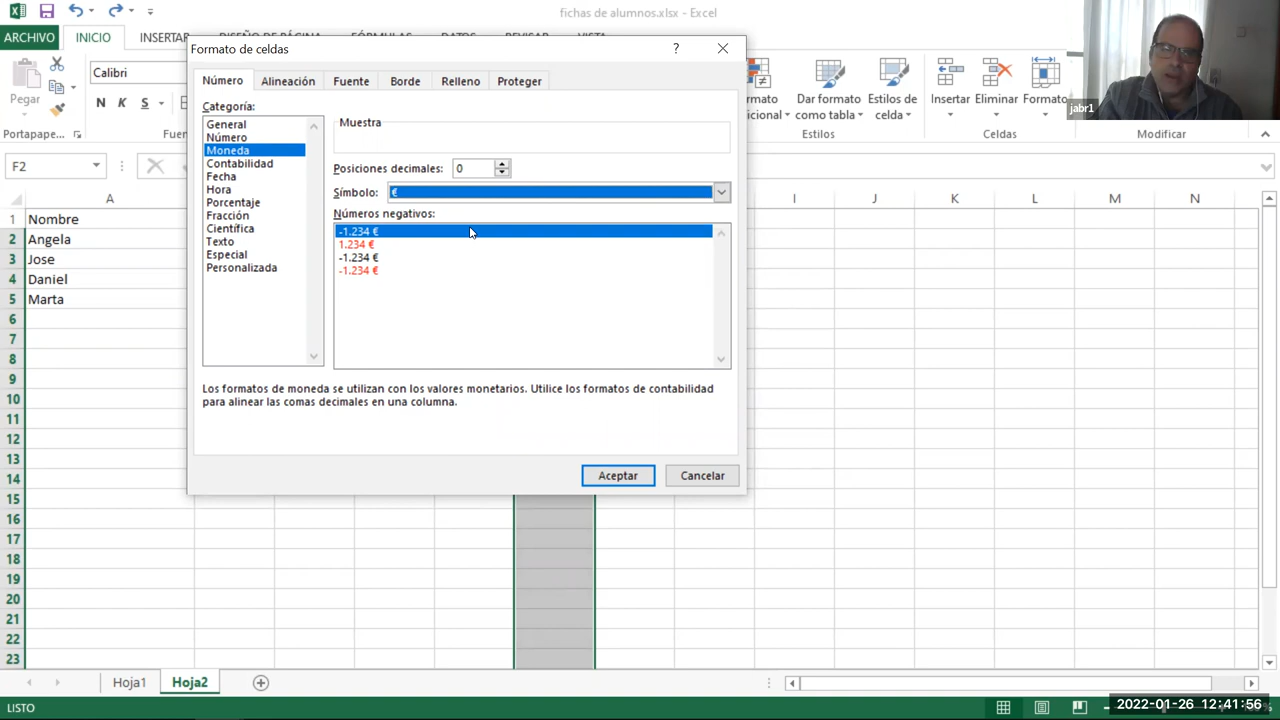 fichas de alumnos.xlsx - Excel
ARCHIVO INICIO INSERTAR DISEÑO DE PÁGINA FÓRMULAS DATOS REVISAR VISTA
Formato de celdas ? ×
Número Alineación Fuente Borde Relleno Proteger
Calibri
Pegar
N K S
Portapape...
Fuen
Categoría:
General
Número
Moneda
Contabilidad
Fecha
Hora
Porcentaje
Fracción
Científica
Texto
Especial
Personalizada
Muestra
Posiciones decimales: 0
Símbolo: €
Números negativos:
-1.234 €
1.234 €
-1.234 €
-1.234 €
Los formatos de moneda se utilizan con los valores monetarios. Utilice los formatos de contabilidad
para alinear las comas decimales en una columna.
Aceptar Cancelar
ormato
dicional
Dar formato
como tabla
Estilos de
celda
Estilos
Insertar Eliminar Formato
Celdas
Modificar
jabr1
F2
A I J K L M N
1 Nombre
2 Angela
3 Jose
4 Daniel
5 Marta
6
7
8
9
10
11
12
13
14
15
16
17
18
19
20
21
22
23
Hoja1 Hoja2
LISTO
2022-01-26 12:41:56